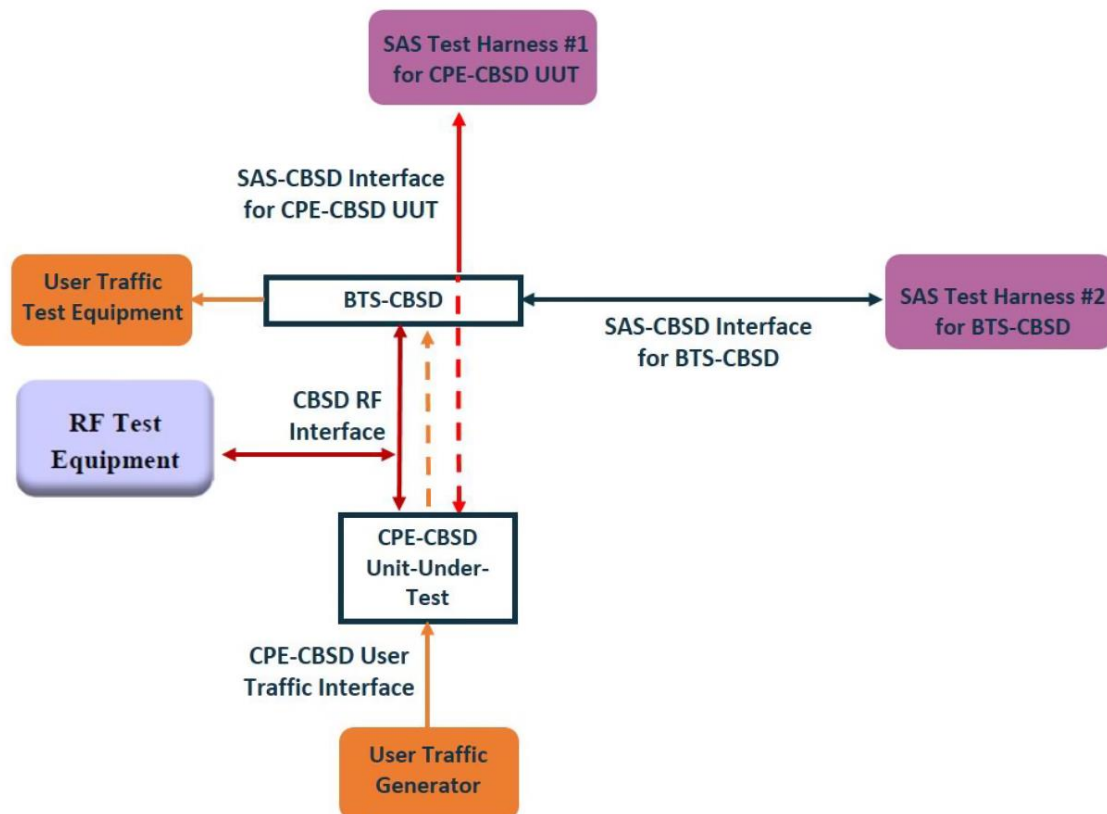 SAS Test Harness #1
for CPE-CBSD UUT
SAS-CBSD Interface
for CPE-CBSD UUT
User Traffic
Test Equipment
BTS-CBSD
SAS Test Harness #2
for BTS-CBSD
SAS-CBSD Interface
for BTS-CBSD
CBSD RF
Interface
RF Test
Equipment
CPE-CBSD
Unit-Under-
Test
CPE-CBSD User
Traffic Interface
User Traffic
Generator